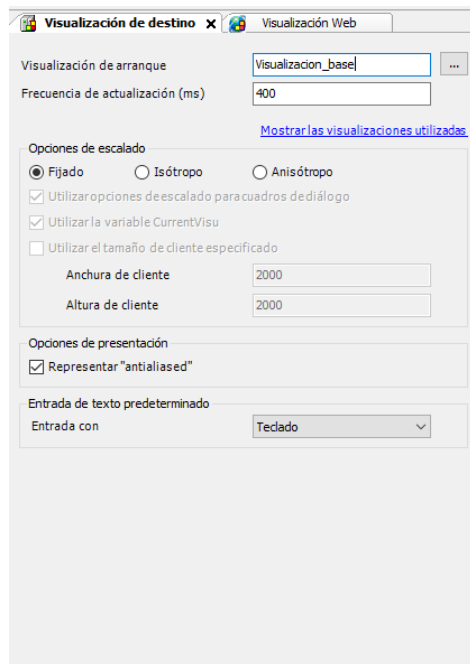 Visualización de destino x Visualización Web
Visualización de arranque Visualizacion_base ...
Frecuencia de actualización (ms) 400
Mostrar las visualizaciones utilizadas
Opciones de escalado
Fijado Isótropo Anisótropo
Utilizar opciones de escalado para cuadros de diálogo
Utilizar la variable CurrentVisu
Utilizar el tamaño de cliente especificado
Anchura de cliente 2000
Altura de cliente 2000
Opciones de presentación
Representar "antialiased"
Entrada de texto predeterminado
Entrada con Teclado